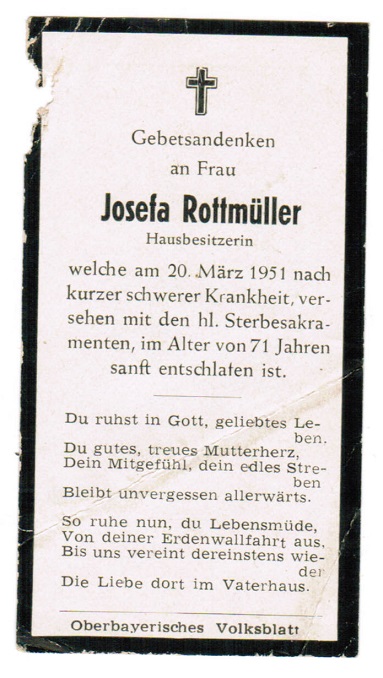 Gebetsandenken
an Frau
Josefa Rottmüller
Hausbesitzerin
welche am 20. März 1951 nach
kurzer schwerer Krankheit, ver-
sehen mit den hl. Sterbesakra-
menten, im Alter von 71 Jahren
sanft entschlafen ist.
Du ruhst in Gott, geliebtes Le-
ben.
Du gutes, treues Mutterherz,
Dein Mitgefühl, dein edles Stre-
ben
Bleibt unvergessen allerwärts.
So ruhe nun, du Lebensmüde,
Von deiner Erdenwallfahrt aus,
Bis uns vereint dereinstens wie-
der
Die Liebe dort im Vaterhaus.
Oberbayerisches Volksblatt